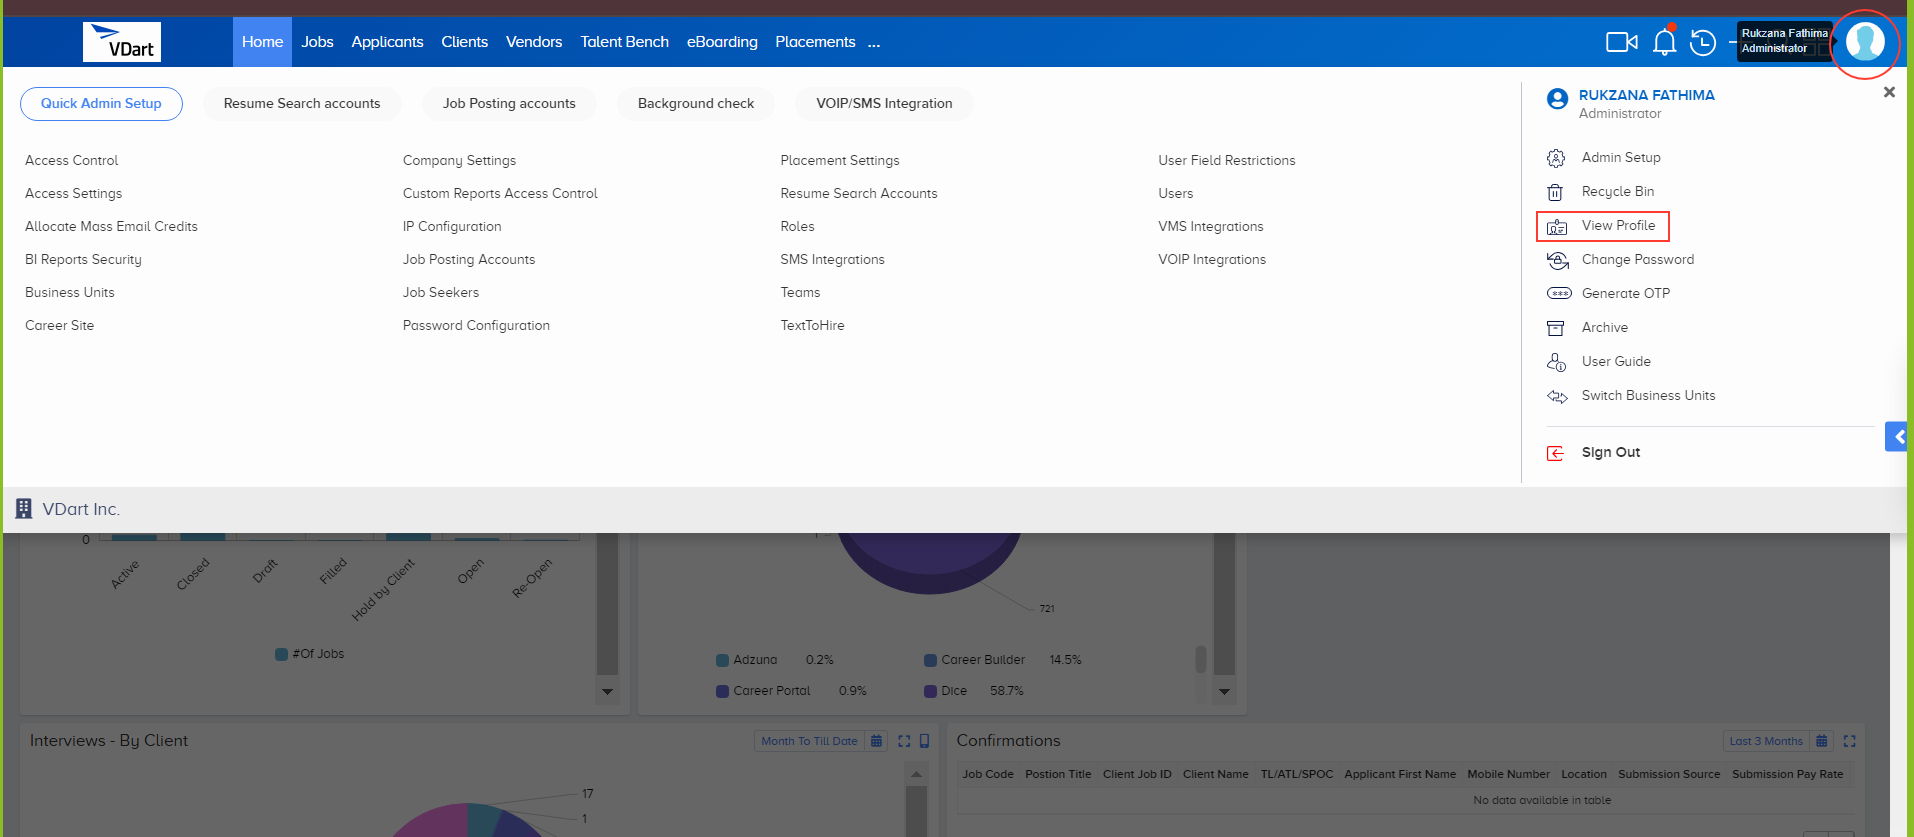 VDart
Home Jobs Applicants Clients Vendors Talent Bench eBoarding Placements ...
Rukzana Fathima
Administrator
Quick Admin Setup Resume Search accounts Job Posting accounts Background check VOIP/SMS Integration
RUKZANA FATHIMA
Administrator
Access Control Company Settings Placement Settings User Field Restrictions
Access Settings Custom Reports Access Control Resume Search Accounts Users
Allocate Mass Email Credits IP Configuration Roles VMS Integrations
BI Reports Security Job Posting Accounts SMS Integrations VOIP Integrations
Business Units Job Seekers Teams
Career Site Password Configuration TextToHire
Admin Setup
Recycle Bin
View Profile
Change Password
Generate OTP
Archive
User Guide
Switch Business Units
Sign Out
VDart Inc.
0
Active Closed Draft Filled Hold by Client Open Re-Open
#Of Jobs
721
Adzuna 0.2% Career Builder 14.5%
Career Portal 0.9% Dice 58.7%
Interviews - By Client Month To Till Date
17
1
Confirmations Last 3 Months
Job Code Postion Title Client Job ID Client Name TL/ATL/SPOC Applicant First Name Mobile Number Location Submission Source Submission Pay Rate
No data available in table